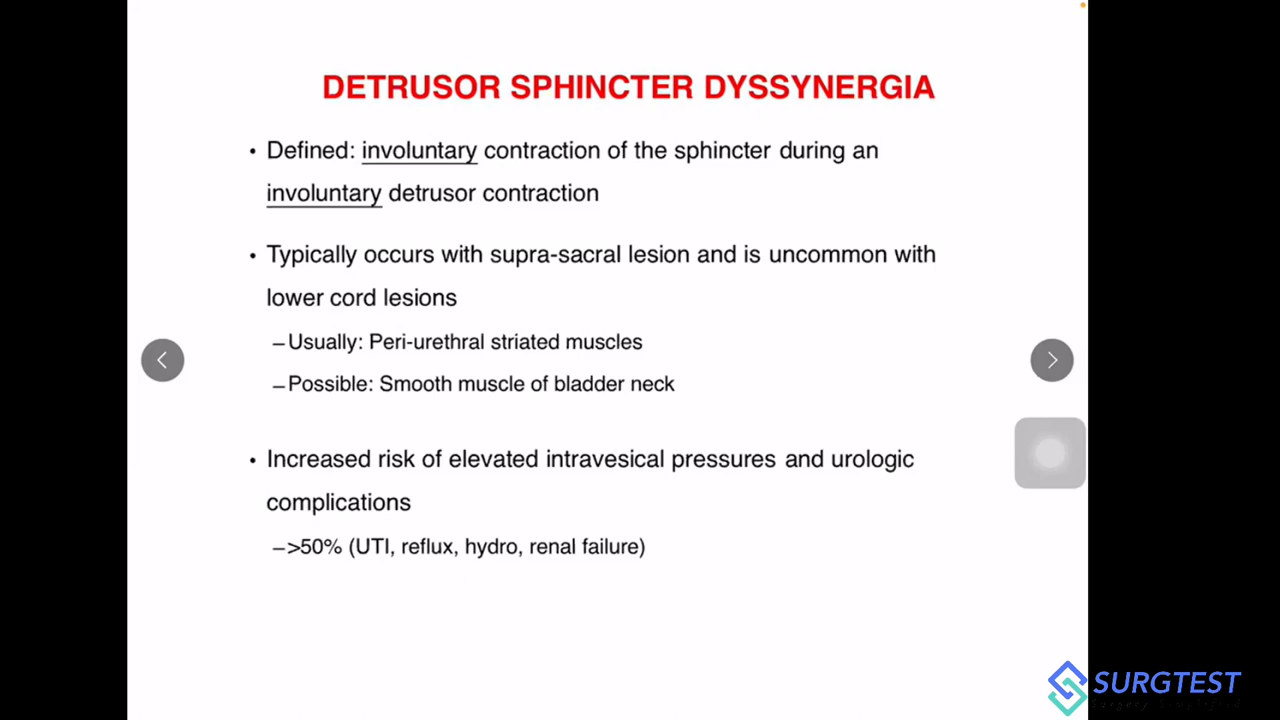 DETRUSOR SPHINCTER DYSSYNERGIA
• Defined: involuntary contraction of the sphincter during an
involuntary detrusor contraction
• Typically occurs with supra-sacral lesion and is uncommon with
lower cord lesions
–Usually: Peri-urethral striated muscles
–Possible: Smooth muscle of bladder neck
• Increased risk of elevated intravesical pressures and urologic
complications
–>50% (UTI, reflux, hydro, renal failure)
SURGTEST